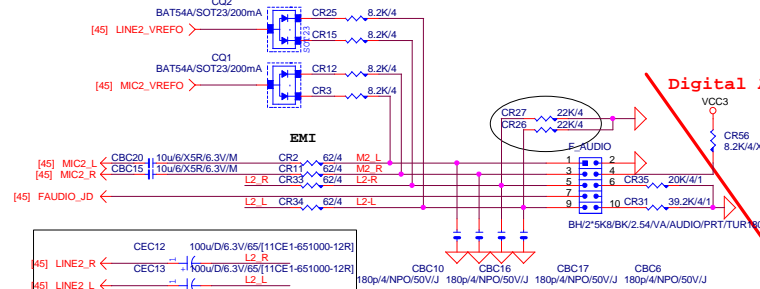 CQ2
BAT54A/SOT23/200mA
CR25 8.2K/4
[45] LINE2_VREFO
CR15 8.2K/4
SOT23
CQ1
BAT54A/SOT23/200mA
CR12 8.2K/4
[45] MIC2_VREFO
CR3 8.2K/4
Digital
VCC3
CR27 22K/4
CR26 22K/4
CR56
8.2K/4/X
EMI
F_AUDIO
[45] MIC2_L CBC20 10u/6/X5R/6.3V/M CR2 62/4 M2_L 1 2
[45] MIC2_R CBC15 10u/6/X5R/6.3V/M CR11 62/4 M2_R 3 4
L2_R CR33 62/4 L2-R 5 6 CR35 20K/4/1
[45] FAUDIO_JD 7
L2_L CR34 62/4 L2-L 9 10 CR31 39.2K/4/1
BH/2*5K8/BK/2.54/VA/AUDIO/PRT/TUR180
CEC12 100u/D/6.3V/65/[11CE1-651000-12R]
[45] LINE2_R 1 L2_R
CEC13 100u/D/6.3V/65/[11CE1-651000-12R]
[45] LINE2_L 1 L2_L
CBC10 CBC16 CBC17 CBC6
180p/4/NPO/50V/J 180p/4/NPO/50V/J 180p/4/NPO/50V/J 180p/4/NPO/50V/J